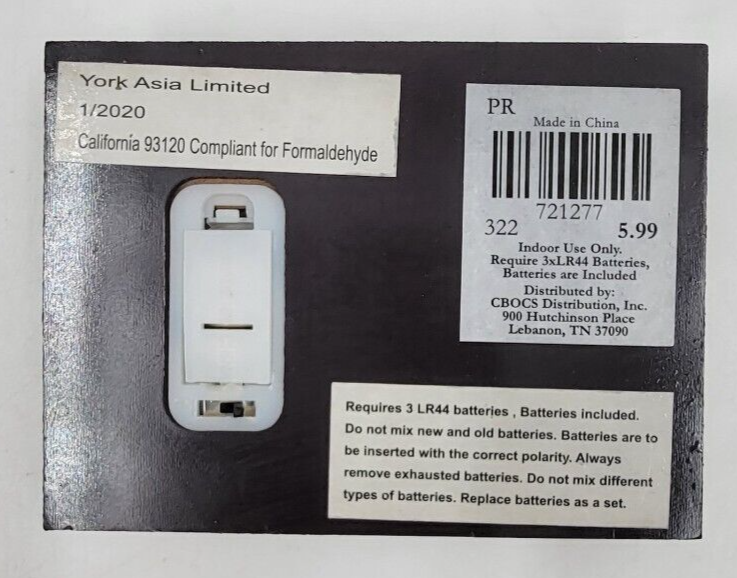 York Asia Limited
1/2020
California 93120 Compliant for Formaldehyde
PR
Made in China
721277
322 5.99
Indoor Use Only.
Require 3xLR44 Batteries,
Batteries are Included
Distributed by:
CBOCS Distribution, Inc.
900 Hutchinson Place
Lebanon, TN 37090
Requires 3 LR44 batteries , Batteries included.
Do not mix new and old batteries. Batteries are to
be inserted with the correct polarity. Always
remove exhausted batteries. Do not mix different
types of batteries. Replace batteries as a set.